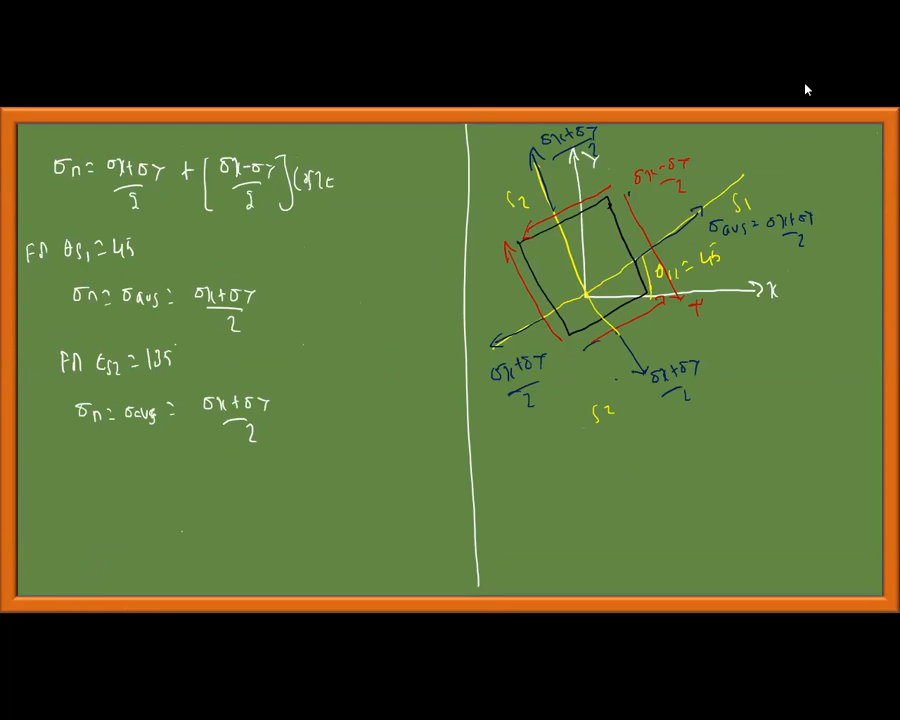 σn = σx+σy/2 + [σx-σy/2] cos2θ
θs1 = 45
σn = σavg = σx+σy/2
θs2 = 135°
σn = σavg = σx+σy/2
σx+σy/2
Y
σx-σy/2
S2
S1
σavg = σx+σy/2
θs1 = 45
X
σx+σy/2
σx+σy/2
S2